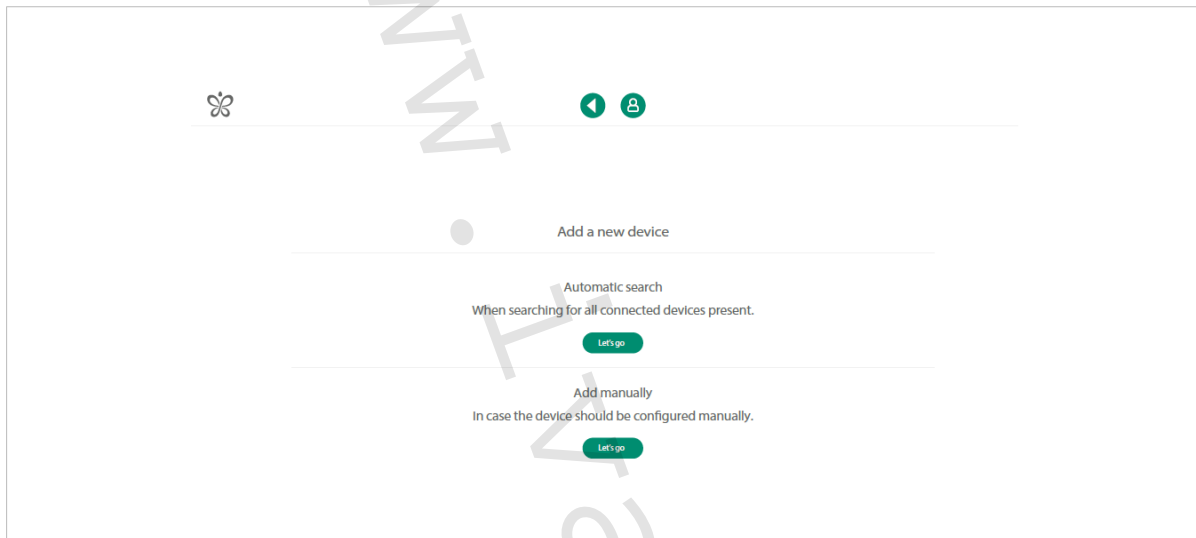 Add a new device
Automatic search
When searching for all connected devices present.
Let's go
Add manually
In case the device should be configured manually.
Let's go